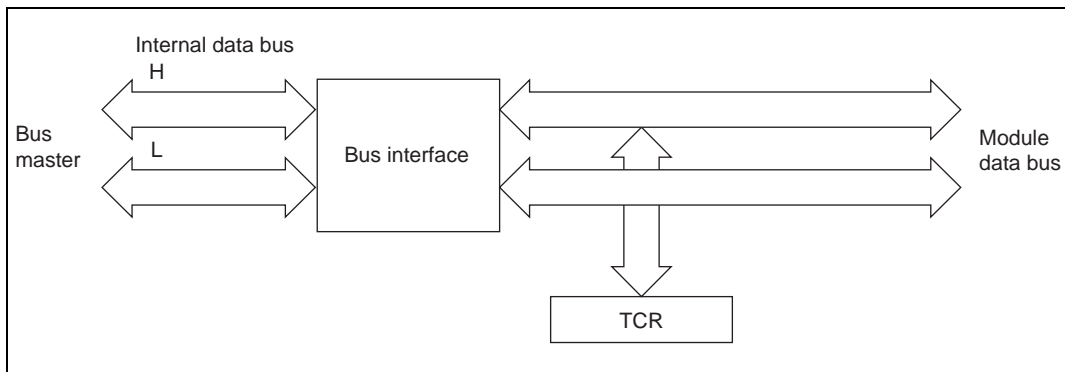 Internal data bus
H
Bus
master
L
Bus interface
Module
data bus
TCR